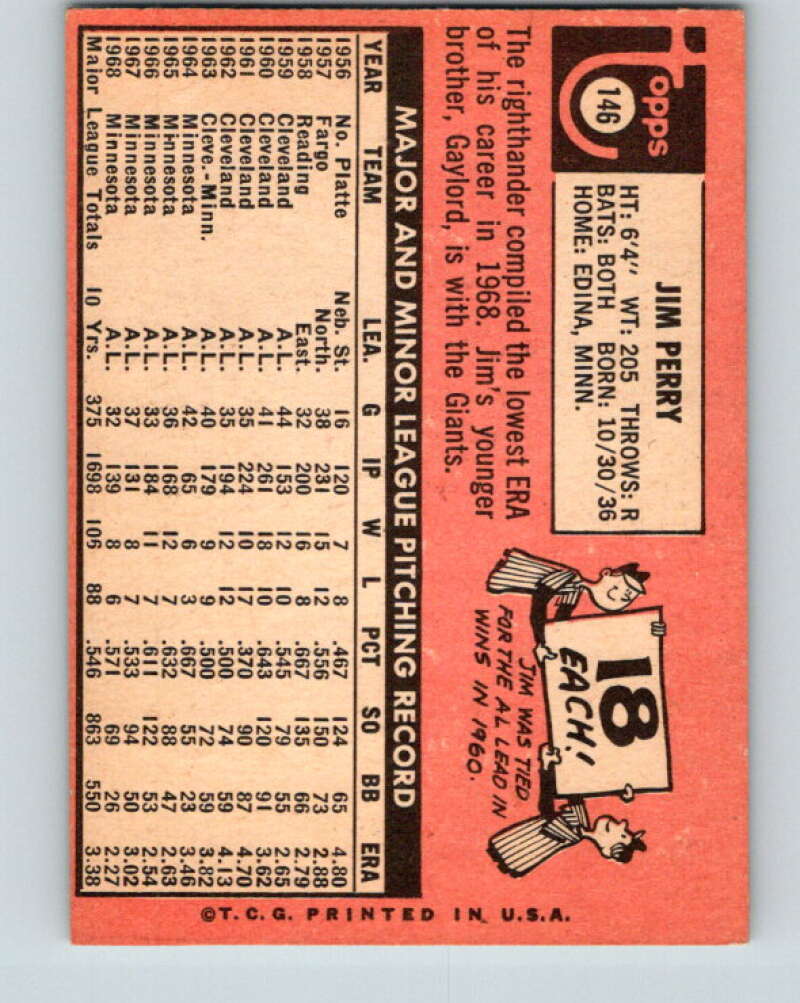 Topps
146
JIM PERRY
HT: 6'4" WT: 205 THROWS: R
BATS: BOTH BORN: 10/30/36
HOME: EDINA, MINN.
The righthander compiled the lowest ERA
of his career in 1968. Jim's younger
brother, Gaylord, is with the Giants.
18
EACH!
JIM WAS TIED
FOR THE AL LEAD IN
WINS IN 1960.
MAJOR AND MINOR LEAGUE PITCHING RECORD
YEAR TEAM LEA. G IP W L PCT SO BB ERA
1956 No. Platte Neb. St. 16 120 7 8 .467 124 65 4.80
1957 Fargo North. 38 231 15 12 .556 150 73 2.88
1958 Reading East. 32 200 16 8 .667 135 66 2.79
1959 Cleveland A.L. 44 153 12 10 .545 79 55 2.65
1960 Cleveland A.L. 41 261 18 10 .643 120 91 3.62
1961 Cleveland A.L. 35 224 10 17 .370 90 87 4.70
1962 Cleveland A.L. 35 194 12 12 .500 74 59 4.13
1963 Cleve.-Minn. A.L. 40 179 9 9 .500 72 59 3.82
1964 Minnesota A.L. 42 65 6 3 .667 55 23 3.46
1965 Minnesota A.L. 36 168 12 7 .632 88 47 2.63
1966 Minnesota A.L. 33 184 11 7 .611 122 53 2.54
1967 Minnesota A.L. 37 131 8 7 .533 94 50 3.02
1968 Minnesota A.L. 32 139 8 6 .571 69 26 2.27
Major League Totals 10 Yrs. 375 1698 106 88 .546 863 550 3.38
©T.C.G. PRINTED IN U.S.A.